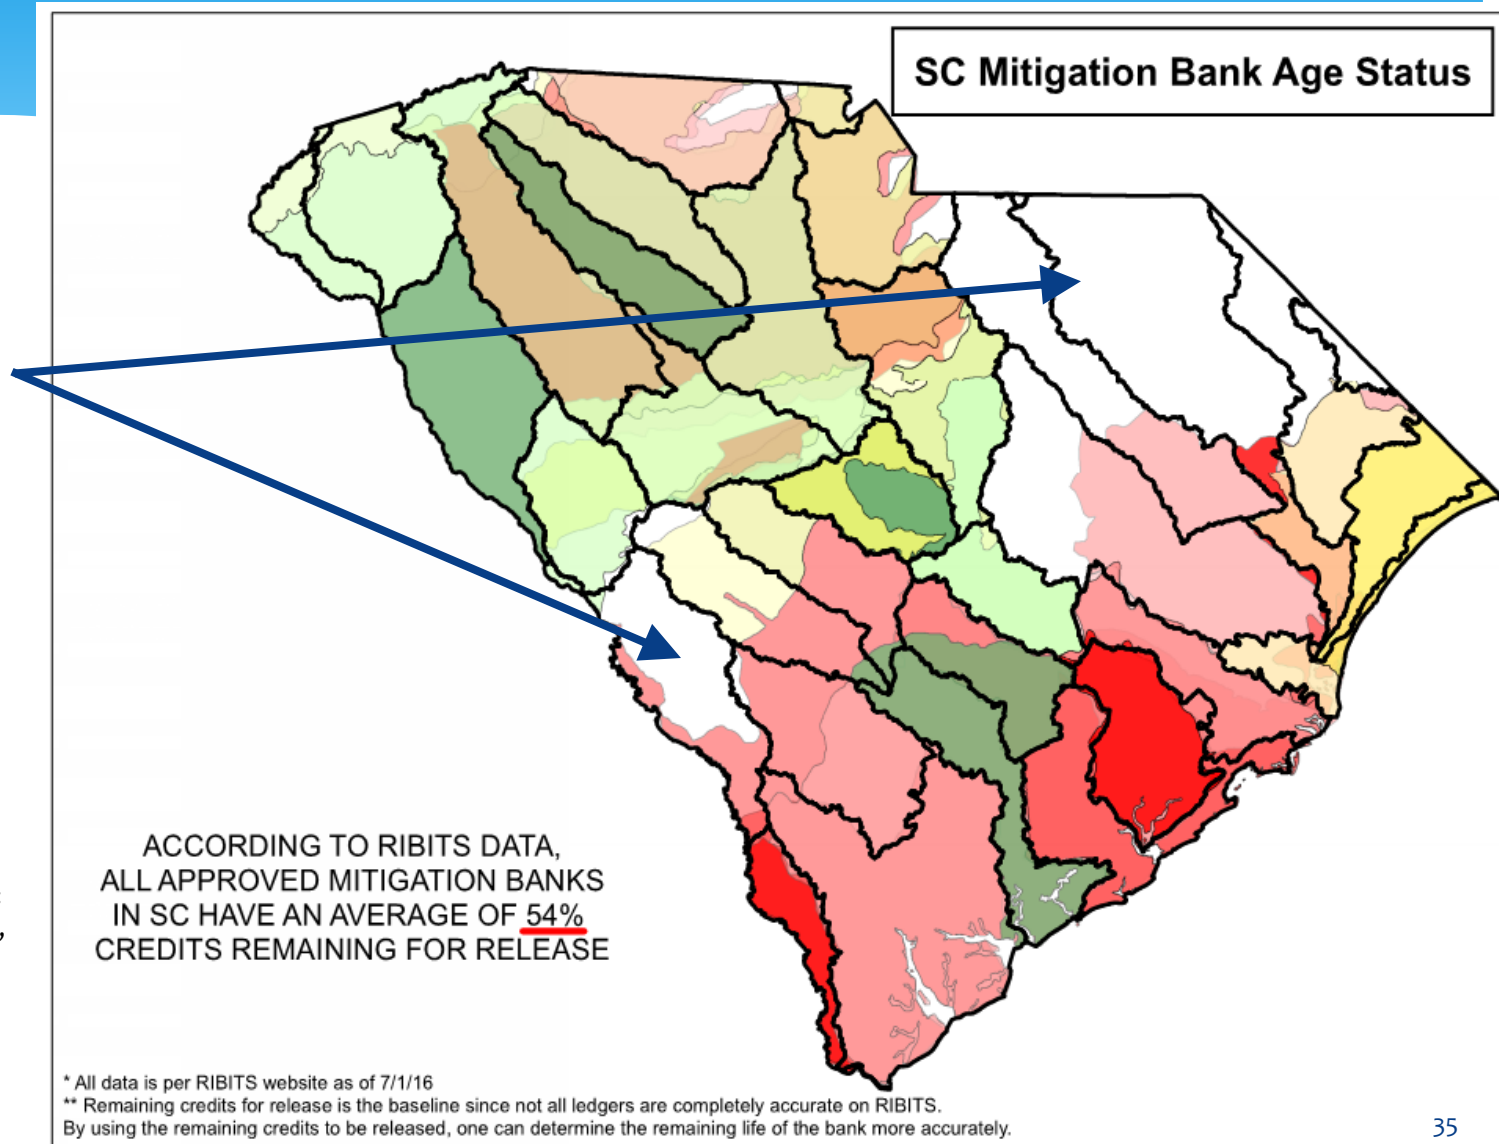 SC Mitigation Bank Age Status
ACCORDING TO RIBITS DATA,
ALL APPROVED MITIGATION BANKS
IN SC HAVE AN AVERAGE OF 54%
CREDITS REMAINING FOR RELEASE
* All data is per RIBITS website as of 7/1/16
** Remaining credits for release is the baseline since not all ledgers are completely accurate on RIBITS.
By using the remaining credits to be released, one can determine the remaining life of the bank more accurately.
35